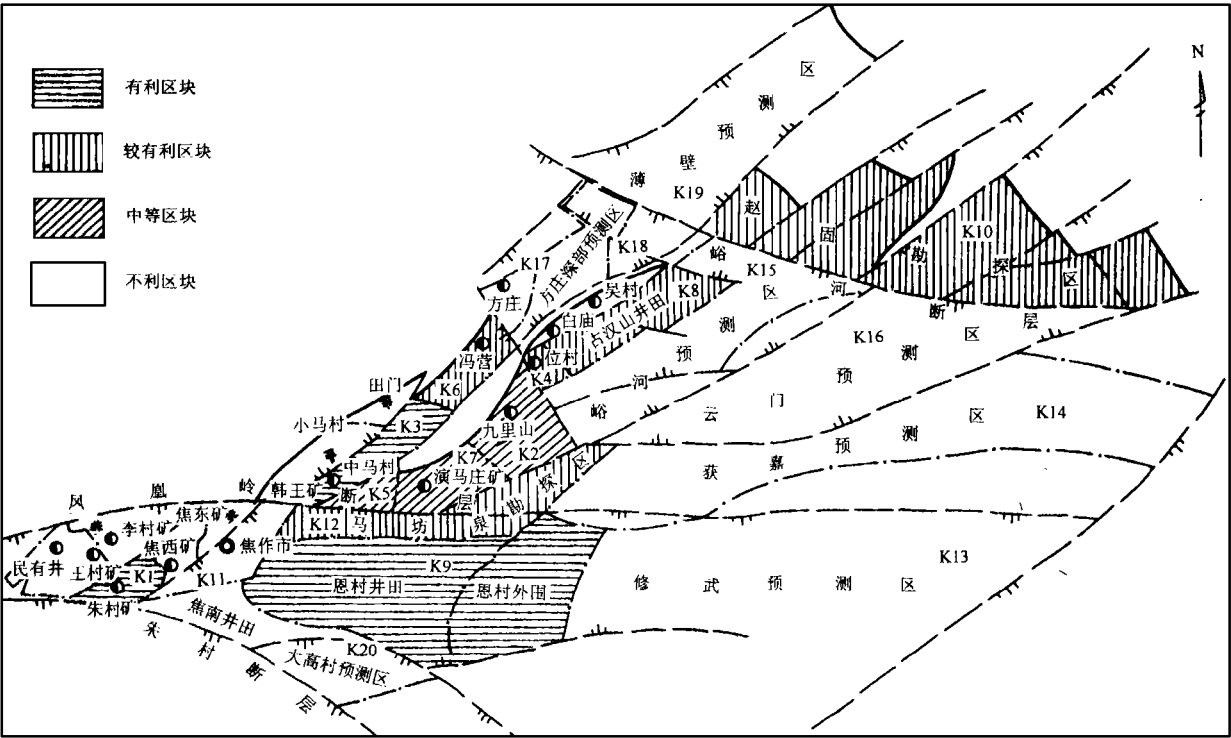 有利区块
较有利区块
中等区块
不利区块
N
薄壁预测区
K19
赵固勘探区
K10
K18
K17
方庄深部预测区
方庄
吴村
K8
白庙
古汉山井田
位村
K4
冯营
K6
峪河断层
K15
峪河预测区
K16
云门预测区
K14
获嘉预测区
田门
小马村
K3
九里山
K2
K7
中马村
演马庄矿
韩王矿
K5
凤凰岭断层
焦东矿
李村矿
焦西矿
民有井
王村矿
K1
朱村矿
焦作市
K11
K12
马坊泉勘探区
K9
恩村井田
恩村外围
K13
修武预测区
焦南井田
K20
大高村预测区
朱村断层